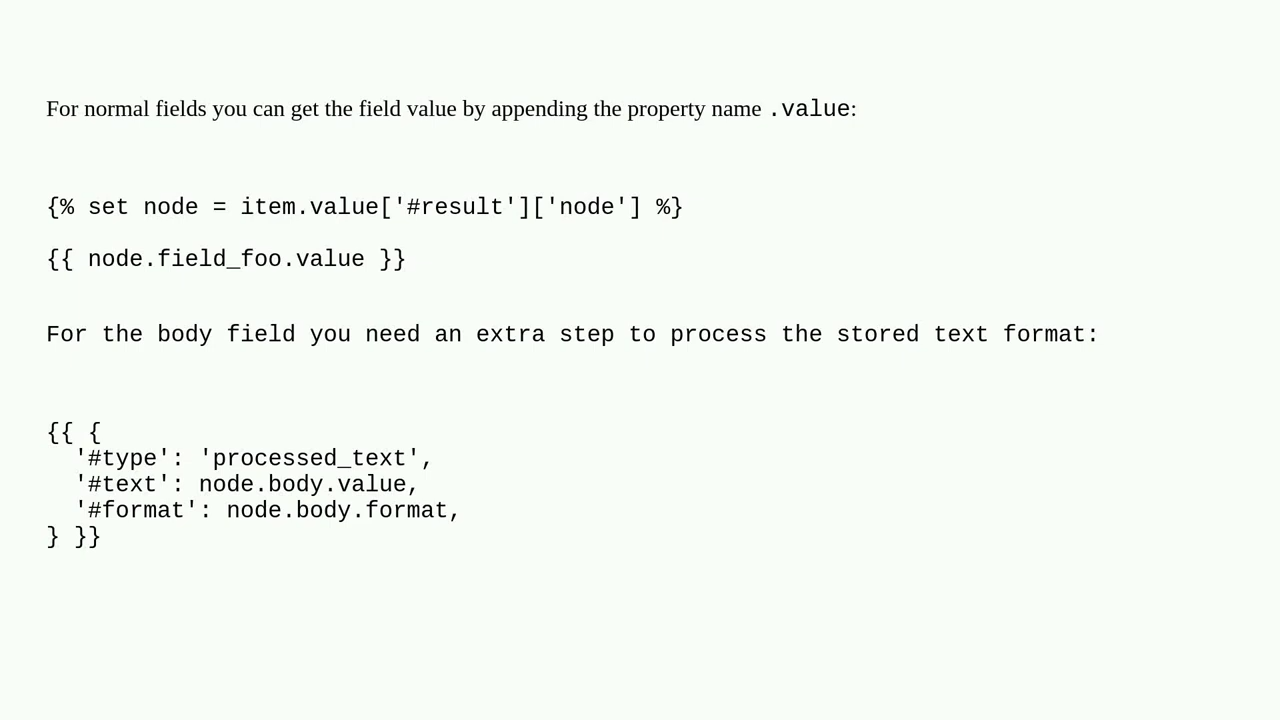 For normal fields you can get the field value by appending the property name .value:
{% set node = item.value['#result']['node'] %}
{{ node.field_foo.value }}
For the body field you need an extra step to process the stored text format:
{{ {
  '#type': 'processed_text',
  '#text': node.body.value,
  '#format': node.body.format,
} }}